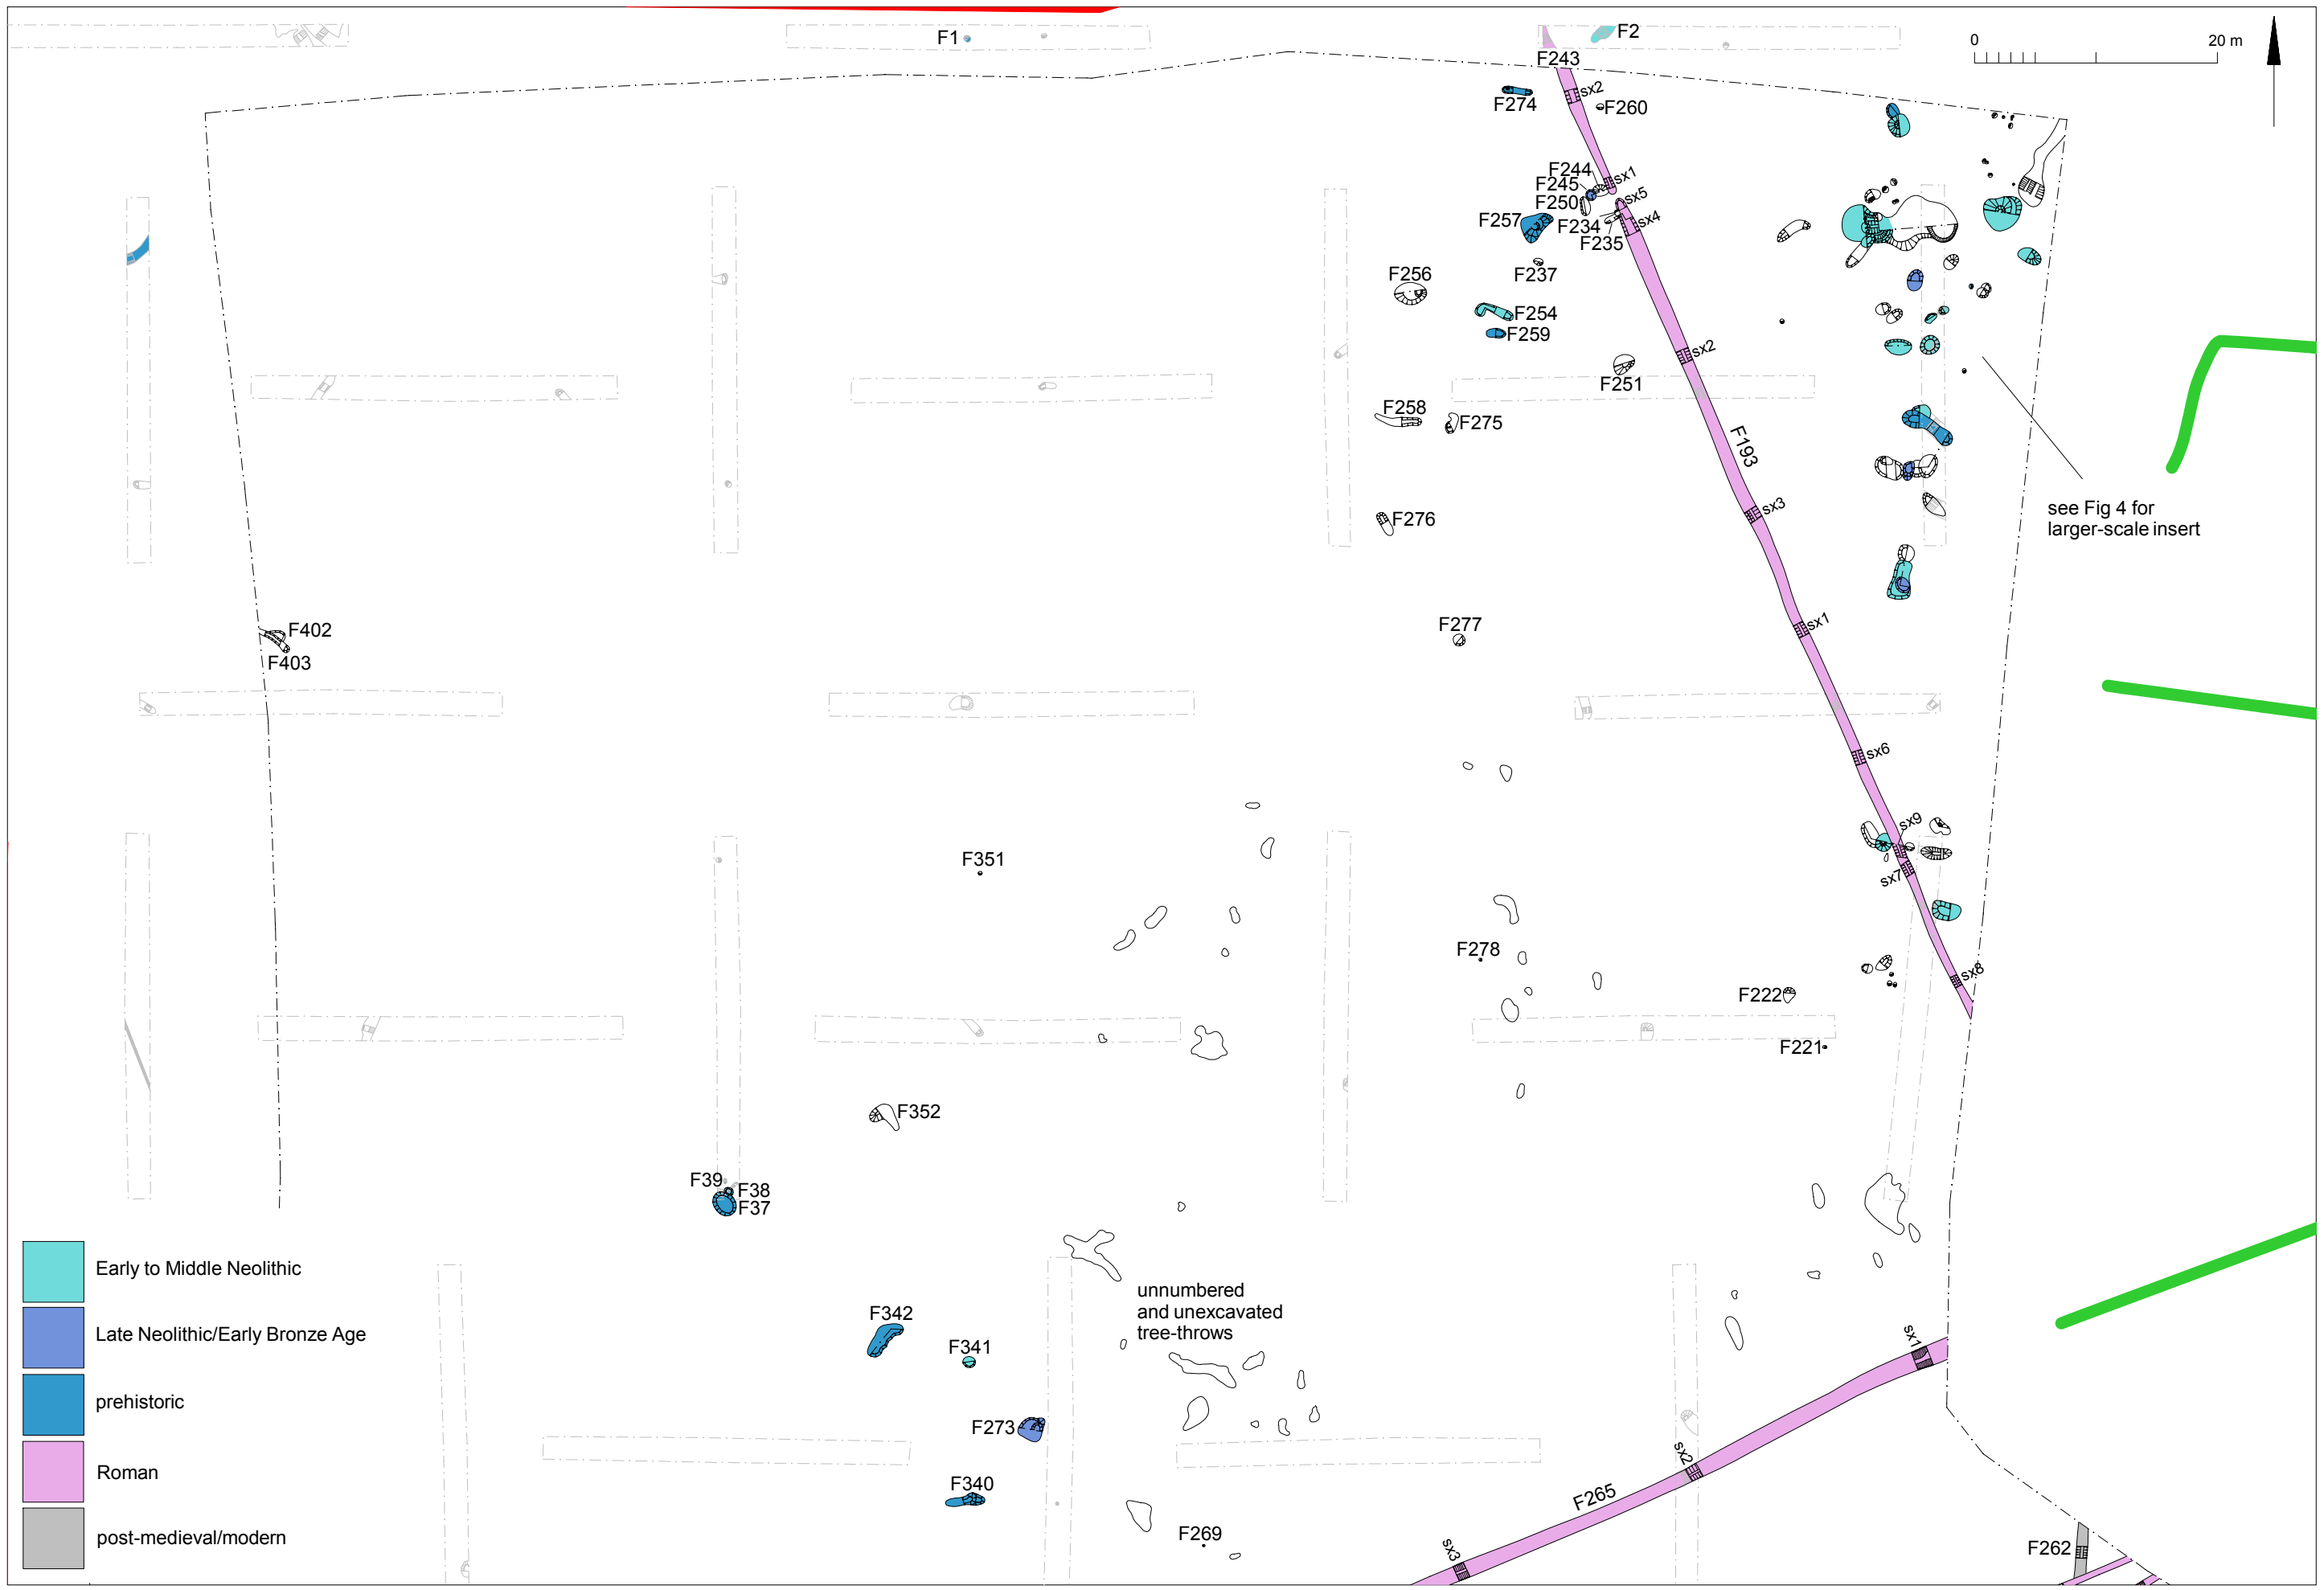 F1
F2
0
20 m
F243
sx2
F274
F260
F244
sx1
F245
sx5
F250
F257
F234
sx4
F235
F237
F256
F254
F259
sx2
F251
F258
F275
F193
sx3
see Fig 4 for
larger-scale insert
F276
F277
sx1
F402
F403
sx6
sx9
F351
sx7
F278
sx8
F222
F221
F352
F39
F38
F37
Early to Middle Neolithic
Late Neolithic/Early Bronze Age
prehistoric
Roman
post-medieval/modern
unnumbered
and unexcavated
tree-throws
F342
F341
sx1
F273
sx2
F340
F265
F269
sx3
F262